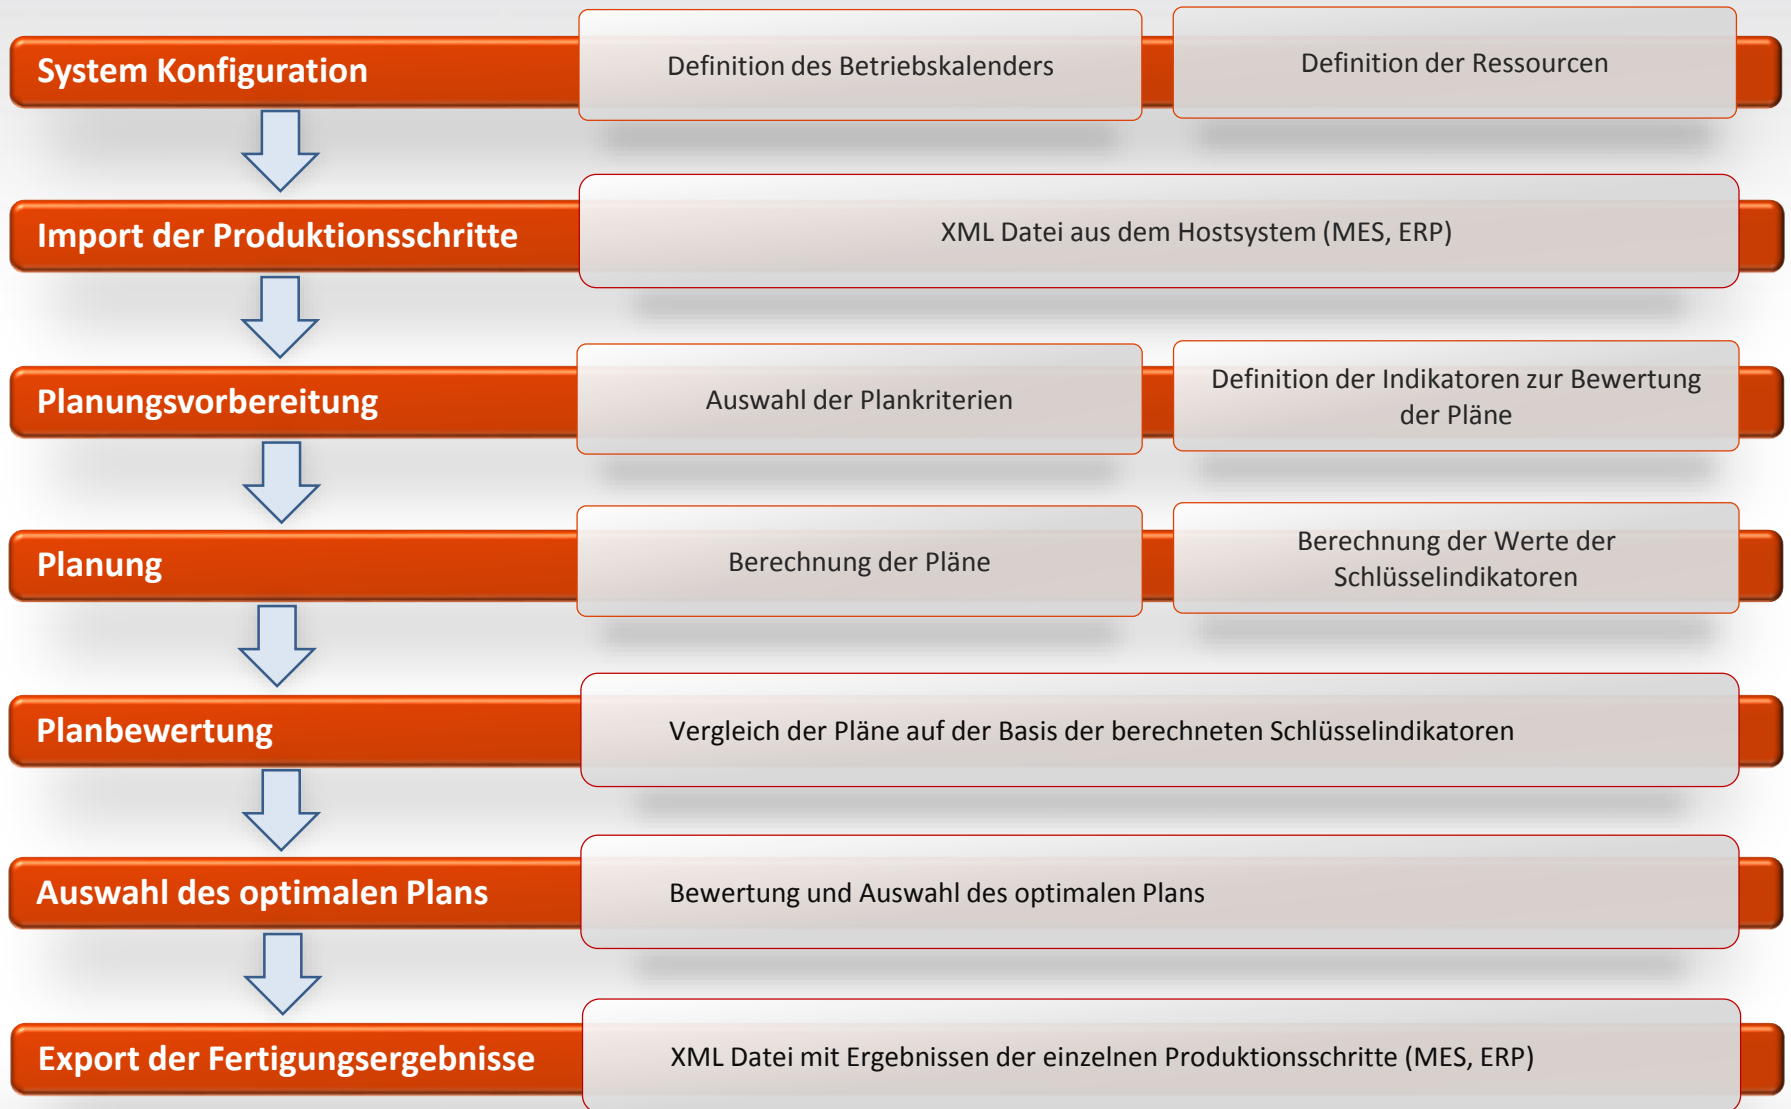 System Konfiguration
Definition des Betriebskalenders
Definition der Ressourcen
Import der Produktionsschritte
XML Datei aus dem Hostsystem (MES, ERP)
Planungsvorbereitung
Auswahl der Plankriterien
Definition der Indikatoren zur Bewertung
der Pläne
Planung
Berechnung der Pläne
Berechnung der Werte der
Schlüsselindikatoren
Planbewertung
Vergleich der Pläne auf der Basis der berechneten Schlüsselindikatoren
Auswahl des optimalen Plans
Bewertung und Auswahl des optimalen Plans
Export der Fertigungsergebnisse
XML Datei mit Ergebnissen der einzelnen Produktionsschritte (MES, ERP)